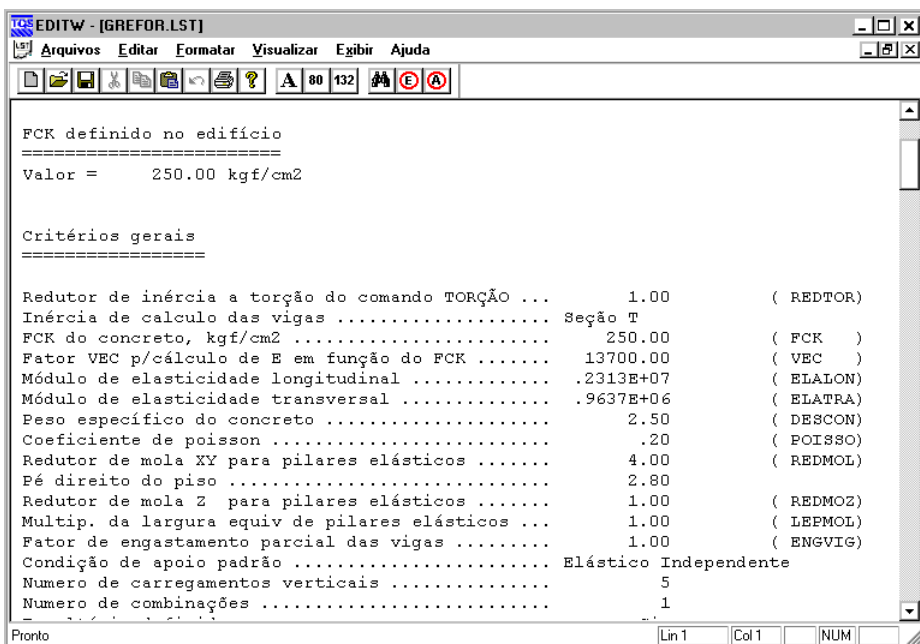 TQS EDITW - [GREFOR.LST]
LST Arquivos Editar Formatar Visualizar Exibir Ajuda
A 80 132 E A
FCK definido no edifício
========================
Valor = 250.00 kgf/cm2
Critérios gerais
=================
Redutor de inércia a torção do comando TORÇÃO ... 1.00 ( REDTOR)
Inércia de calculo das vigas .................... Seção T
FCK do concreto, kgf/cm2 ........................ 250.00 ( FCK )
Fator VEC p/cálculo de E em função do FCK ....... 13700.00 ( VEC )
Módulo de elasticidade longitudinal ............. .2313E+07 ( ELALON)
Módulo de elasticidade transversal .............. .9637E+06 ( ELATRA)
Peso específico do concreto ..................... 2.50 ( DESCON)
Coeficiente de poisson .......................... .20 ( POISSO)
Redutor de mola XY para pilares elásticos ....... 4.00 ( REDMOL)
Pé direito do piso .............................. 2.80
Redutor de mola Z para pilares elásticos ....... 1.00 ( REDMOZ)
Multip. da largura equiv de pilares elásticos ... 1.00 ( LEPMOL)
Fator de engastamento parcial das vigas ......... 1.00 ( ENGVIG)
Condição de apoio padrão ........................ Elástico Independente
Numero de carregamentos verticais ............... 5
Numero de combinações ........................... 1
Pronto Lin 1 Col 1 NUM